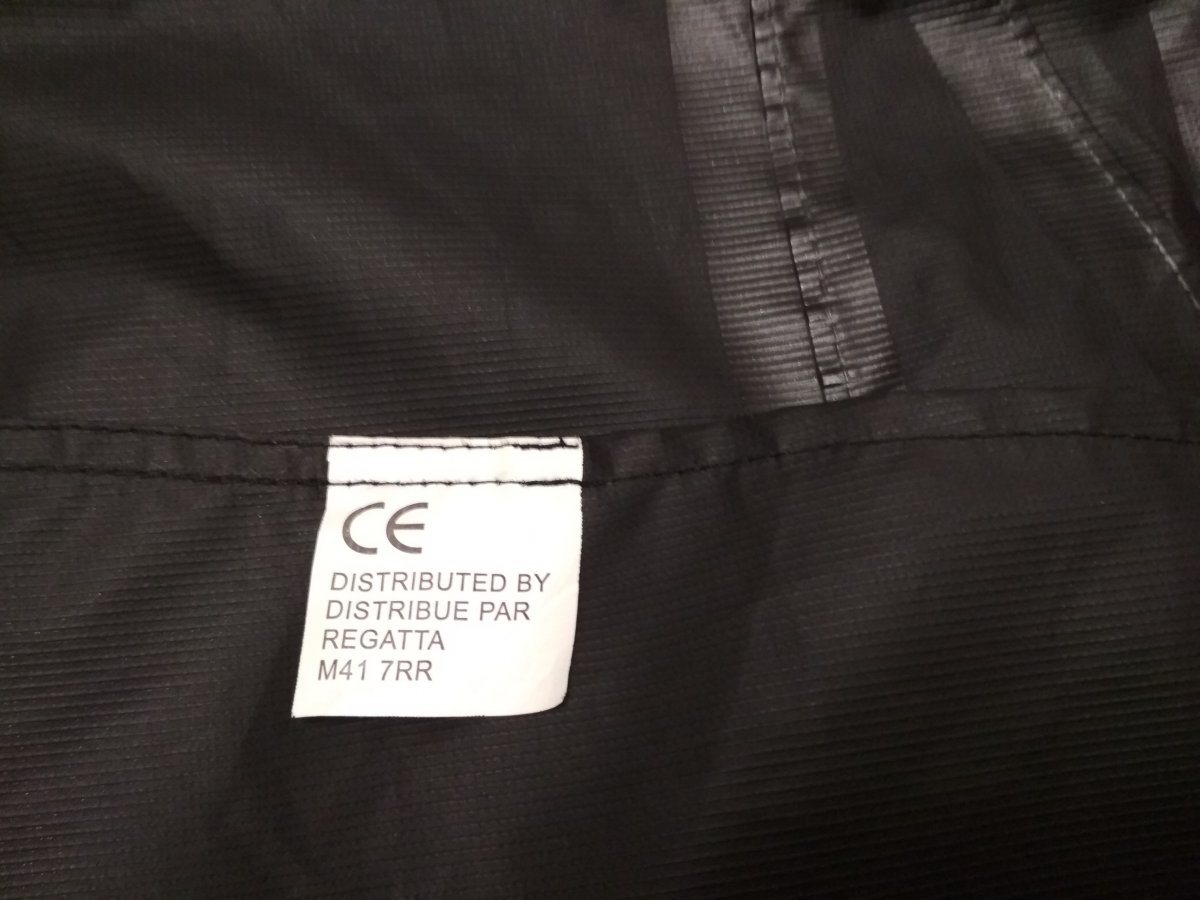 CE
DISTRIBUTED BY
DISTRIBUE PAR
REGATTA
M41 7RR